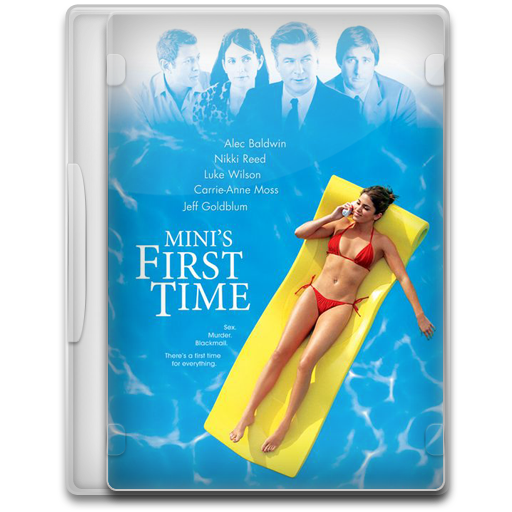 Alec Baldwin
Nikki Reed
Luke Wilson
Carrie-Anne Moss
Jeff Goldblum
MINI'S
FIRST
TIME
Sex.
Murder.
Blackmail.
There's a first time
for everything.